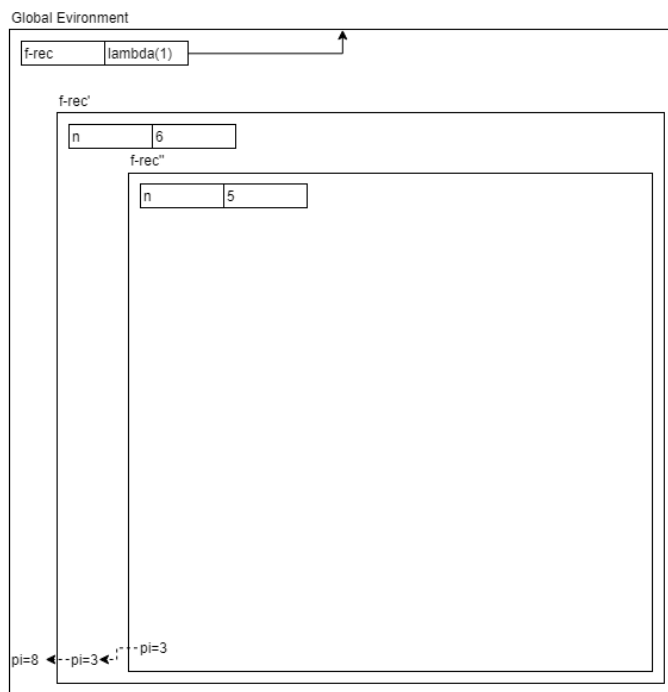 Global Evironment
f-rec lambda(1)
f-rec'
n 6
f-rec"
n 5
pi=3
pi=8 pi=3